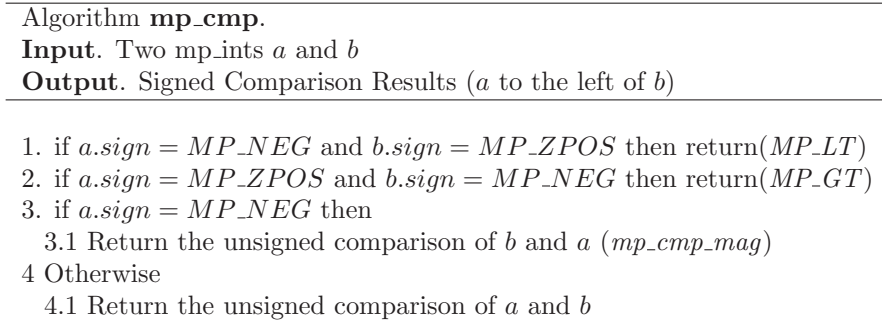 Algorithm mp_cmp.
Input. Two mp_ints a and b
Output. Signed Comparison Results (a to the left of b)
1. if a.sign = MP_NEG and b.sign = MP_ZPOS then return(MP_LT)
2. if a.sign = MP_ZPOS and b.sign = MP_NEG then return(MP_GT)
3. if a.sign = MP_NEG then
3.1 Return the unsigned comparison of b and a (mp_cmp_mag)
4 Otherwise
4.1 Return the unsigned comparison of a and b